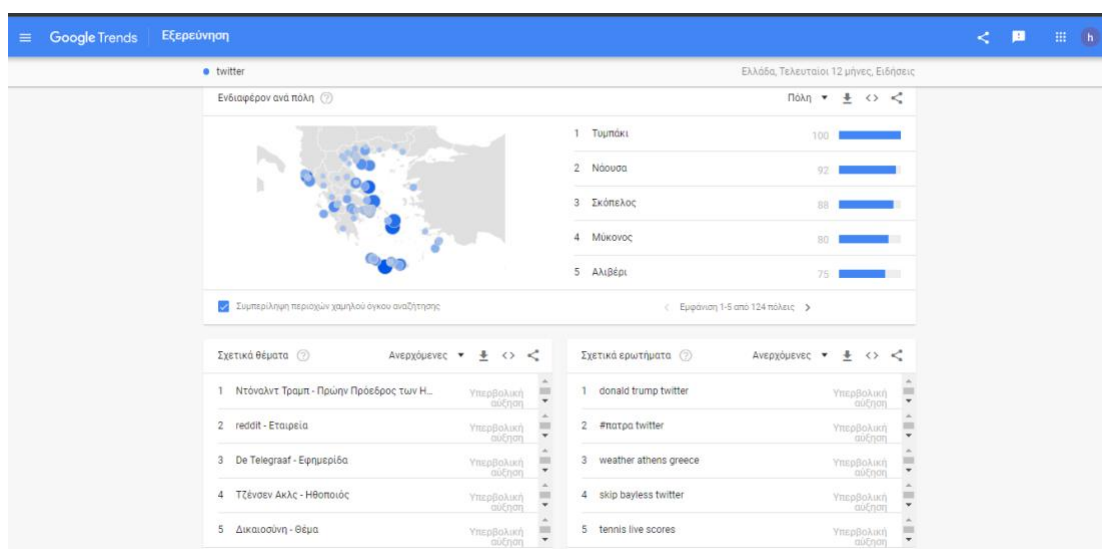 Google Trends Εξερεύνηση
h
twitter Ελλάδα, Τελευταίοι 12 μήνες, Ειδήσεις
Ενδιαφέρον ανά πόλη Πόλη
1 Τυμπάκι 100
2 Νάουσα 92
3 Σκόπελος 88
4 Μύκονος 80
5 Αλιβέρι 75
Συμπερίληψη περιοχών χαμηλού όγκου αναζήτησης
Εμφάνιση 1-5 από 124 πόλεις
Σχετικά θέματα Ανερχόμενες
1 Ντόναλντ Τραμπ - Πρώην Πρόεδρος των Η...
Υπερβολική
αύξηση
2 reddit - Εταιρεία
Υπερβολική
αύξηση
3 De Telegraaf - Εφημερίδα
Υπερβολική
αύξηση
4 Τζένσεν Ακλς - Ηθοποιός
Υπερβολική
αύξηση
5 Δικαιοσύνη - Θέμα
Υπερβολική
αύξηση
Σχετικά ερωτήματα Ανερχόμενες
1 donald trump twitter
Υπερβολική
αύξηση
2 #πατρα twitter
Υπερβολική
αύξηση
3 weather athens greece
Υπερβολική
αύξηση
4 skip bayless twitter
Υπερβολική
αύξηση
5 tennis live scores
Υπερβολική
αύξηση